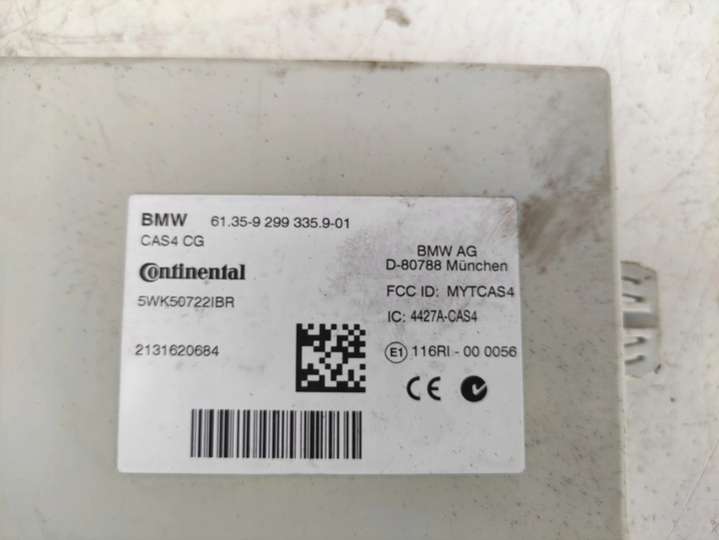 BMW 61.35-9 299 335.9-01
CAS4 CG
Continental
5WK50722IBR
2131620684
BMW AG
D-80788 München
FCC ID: MYTCAS4
IC: 4427A-CAS4
E1 116RI - 00 0056
CE